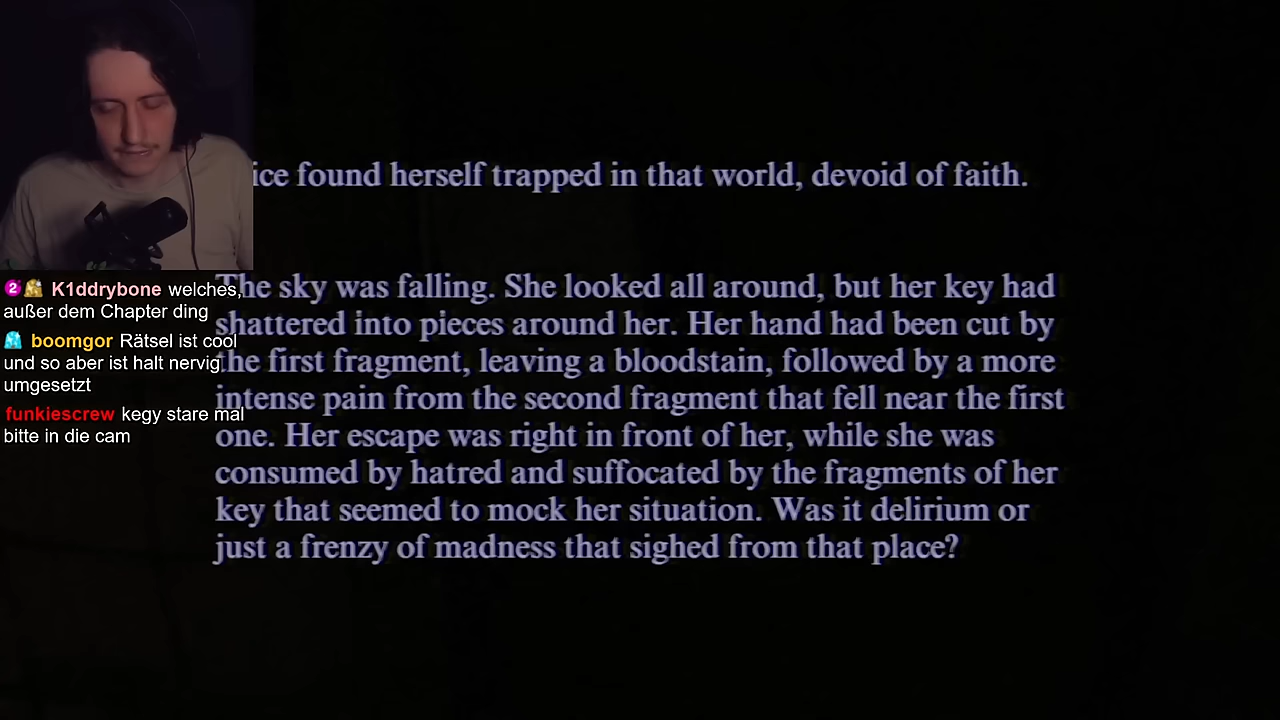 ice found herself trapped in that world, devoid of faith.
The sky was falling. She looked all around, but her key had
shattered into pieces around her. Her hand had been cut by
the first fragment, leaving a bloodstain, followed by a more
intense pain from the second fragment that fell near the first
one. Her escape was right in front of her, while she was
consumed by hatred and suffocated by the fragments of her
key that seemed to mock her situation. Was it delirium or
just a frenzy of madness that sighed from that place?
2 K1ddrybone welches,
außer dem Chapter ding
boomgor Rätsel ist cool
und so aber ist halt nervig
umgesetzt
funkiescrew kegy stare mal
bitte in die cam